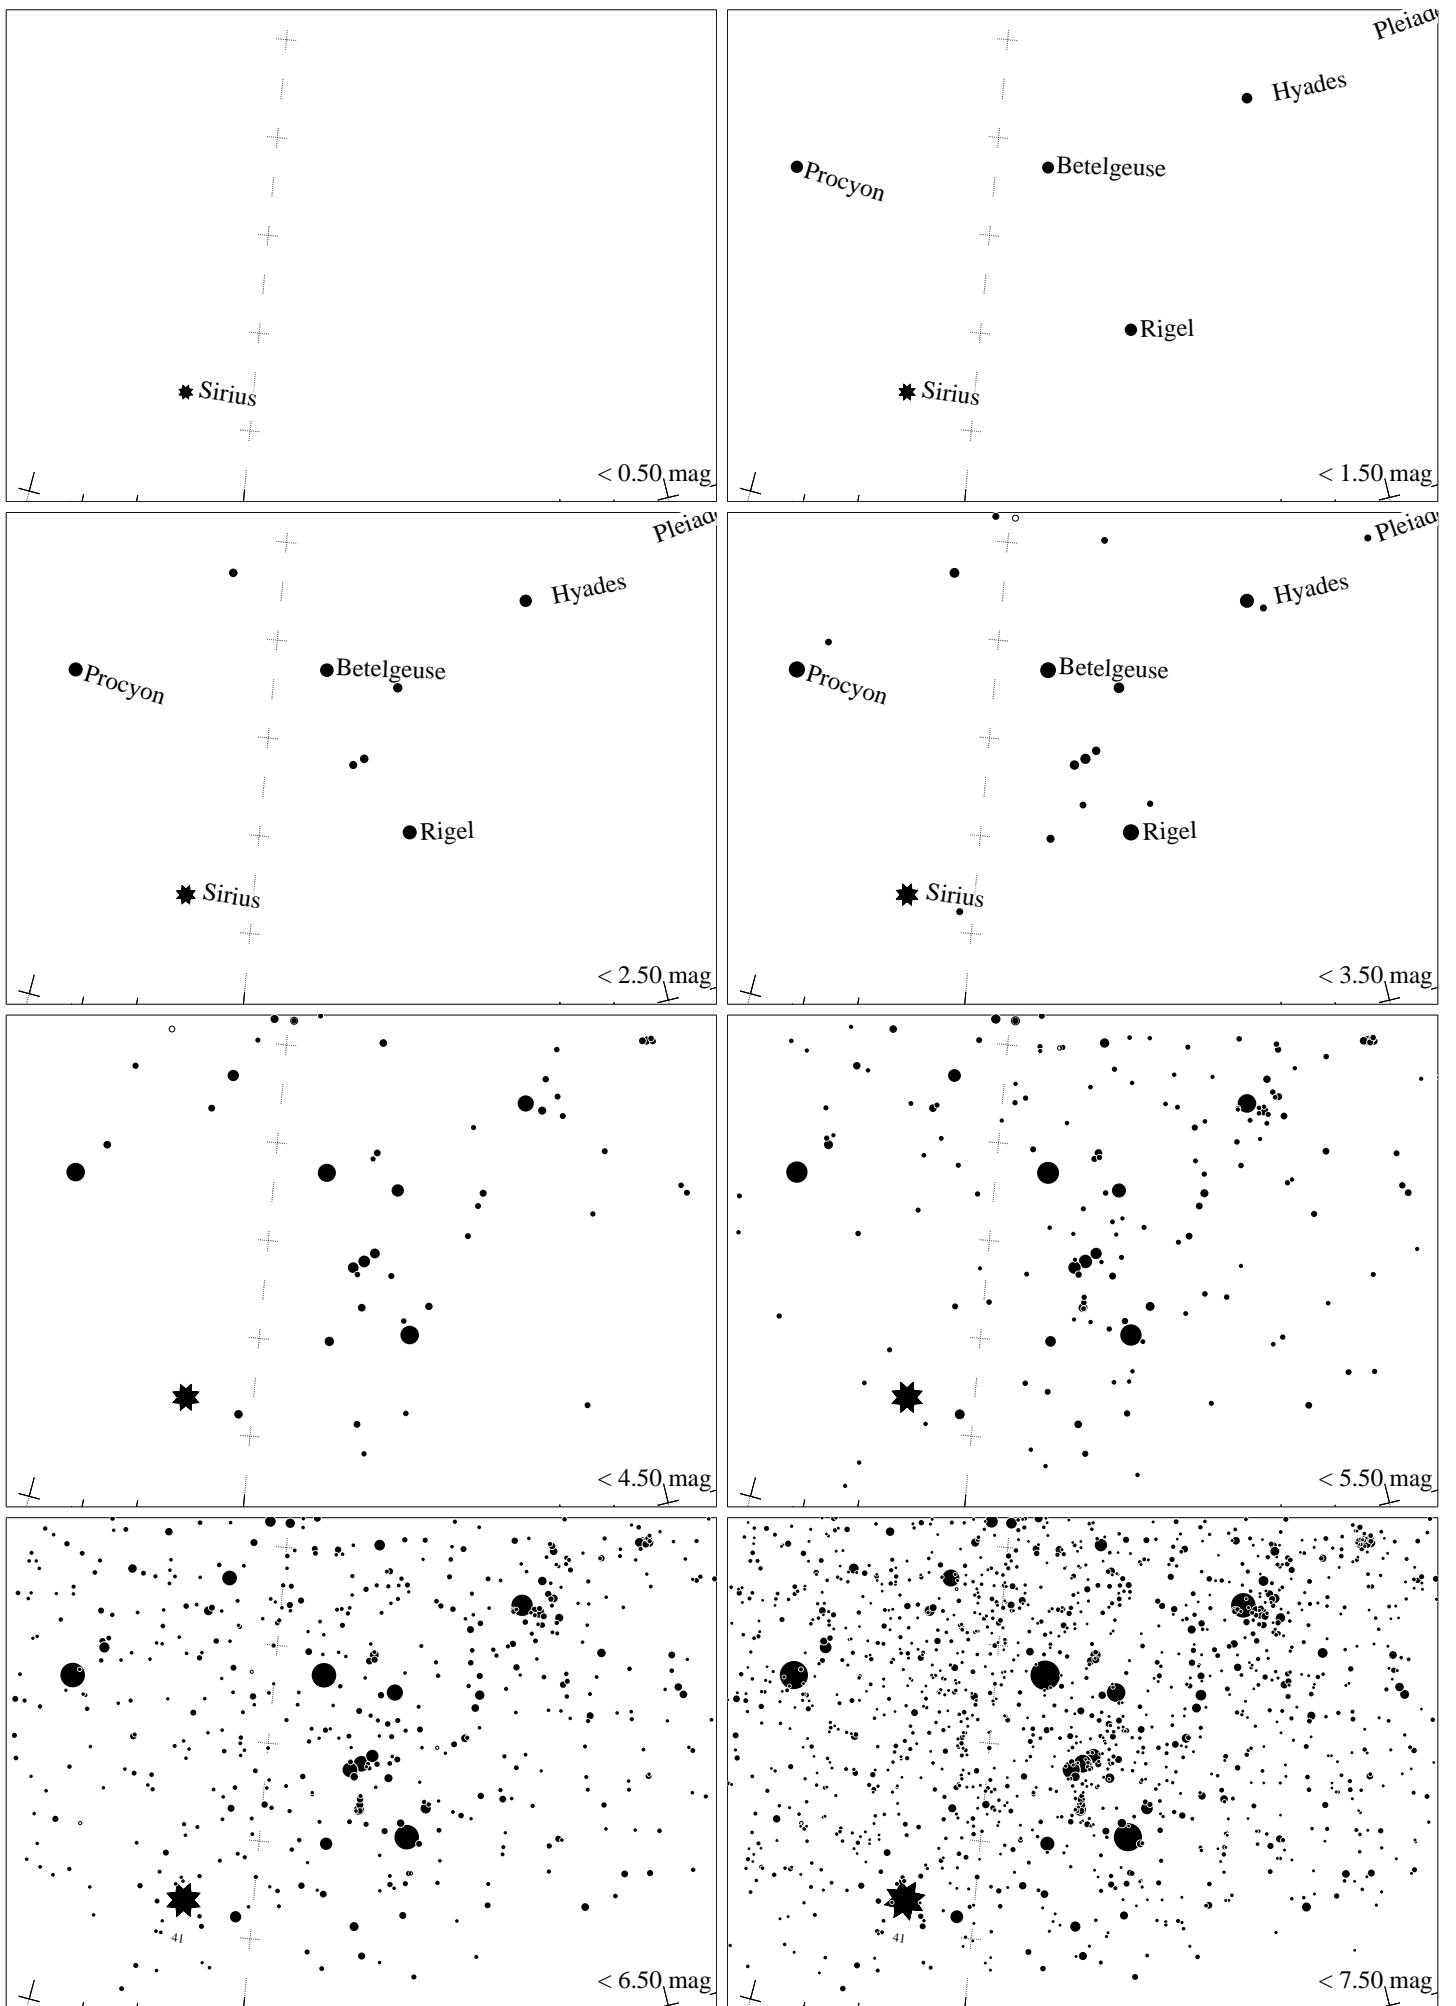 Sirius
< 0.50 mag
Pleiad
Hyades
Procyon
Betelgeuse
Rigel
Sirius
< 1.50 mag
Pleiad
Hyades
Procyon
Betelgeuse
Rigel
Sirius
< 2.50 mag
Pleiad
Hyades
Procyon
Betelgeuse
Rigel
Sirius
< 3.50 mag
< 4.50 mag
< 5.50 mag
41
< 6.50 mag
41
< 7.50 mag